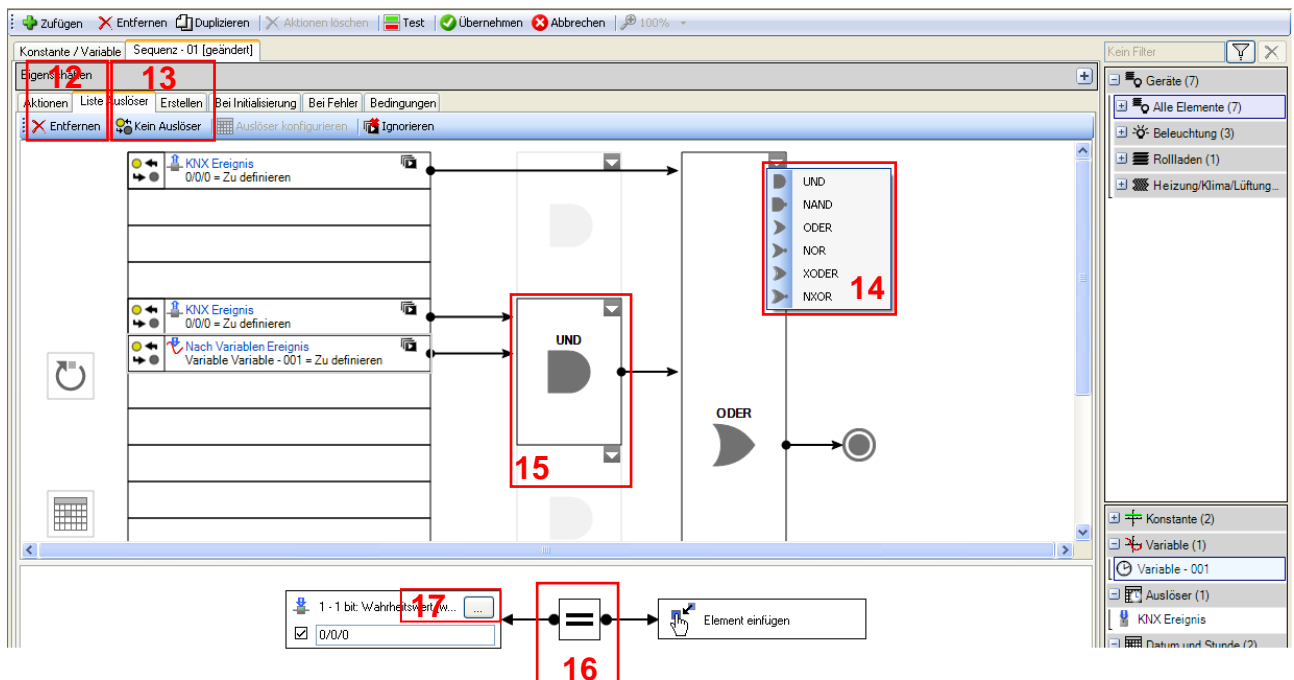 Zufügen Entfernen Duplizieren Aktionen löschen Test Übernehmen Abbrechen 100%
Konstante / Variable Sequenz - 01 [geändert]
Kein Filter
Eigenschaften
12 13
Geräte (7)
Aktionen Liste Auslöser Erstellen Bei Initialisierung Bei Fehler Bedingungen
Alle Elemente (7)
Entfernen Kein Auslöser Auslöser konfigurieren Ignorieren
Beleuchtung (3)
Rollladen (1)
Heizung/Klima/Lüftung...
KNX Ereignis
0/0/0 = Zu definieren
UND
NAND
ODER
NOR
XODER
NXOR
14
KNX Ereignis
0/0/0 = Zu definieren
Nach Variablen Ereignis
Variable Variable - 001 = Zu definieren
UND
15
ODER
Konstante (2)
Variable (1)
Variable - 001
Auslöser (1)
KNX Ereignis
Datum und Stunde (2)
1 - 1 bit: Wahrheitswert (w... ...
17
0/0/0
Element einfügen
16